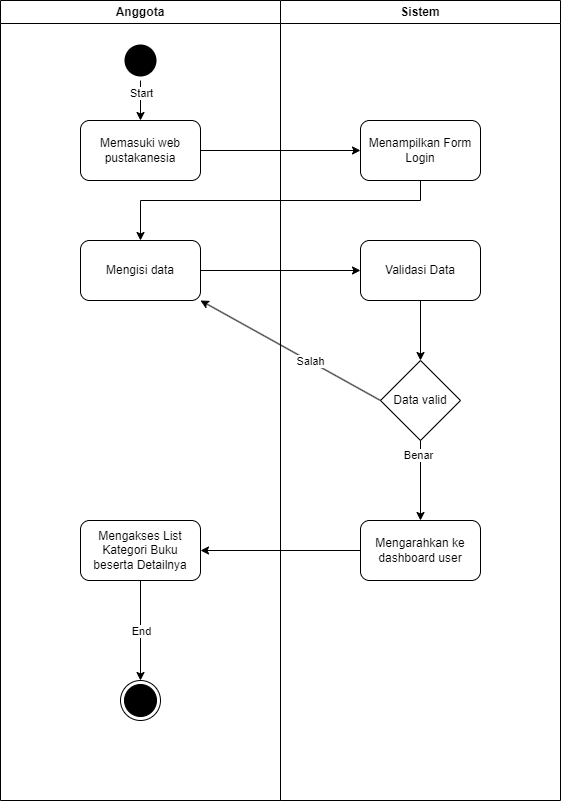 Anggota
Sistem
Start
Memasuki web
pustakanesia
Menampilkan Form
Login
Mengisi data
Validasi Data
Salah
Data valid
Benar
Mengarahkan ke
dashboard user
Mengakses List
Kategori Buku
beserta Detailnya
End